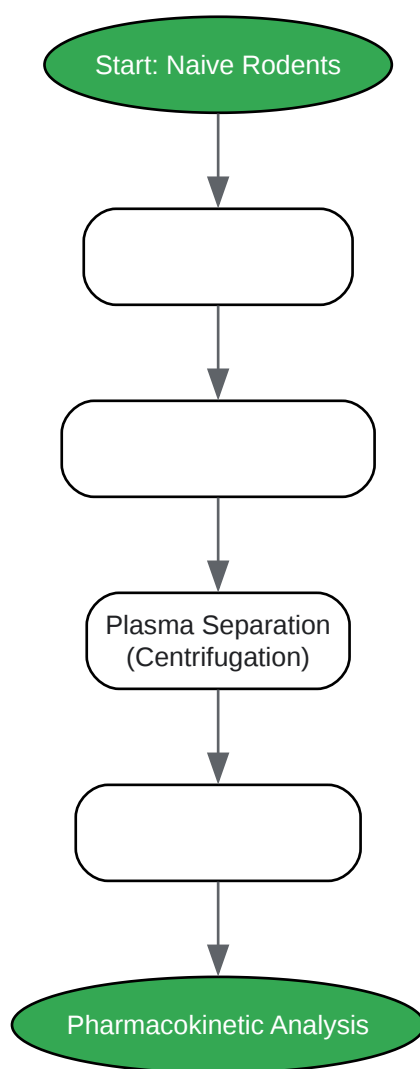 Start: Naive Rodents
Plasma Separation
(Centrifugation)
Pharmacokinetic Analysis